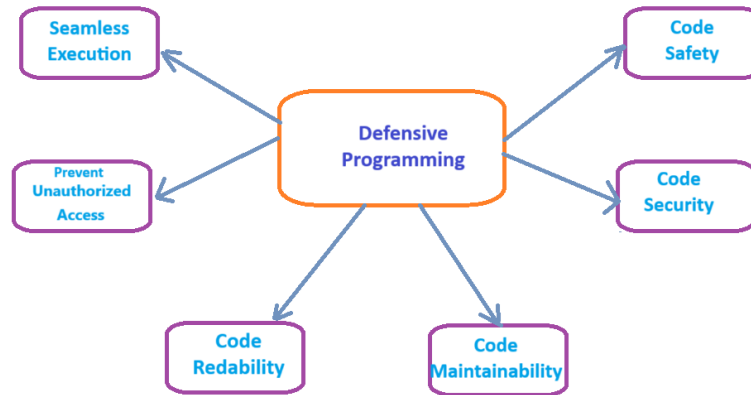 Seamless
Execution
Code
Safety
Defensive
Programming
Prevent
Unauthorized
Access
Code
Security
Code
Redability
Code
Maintainability